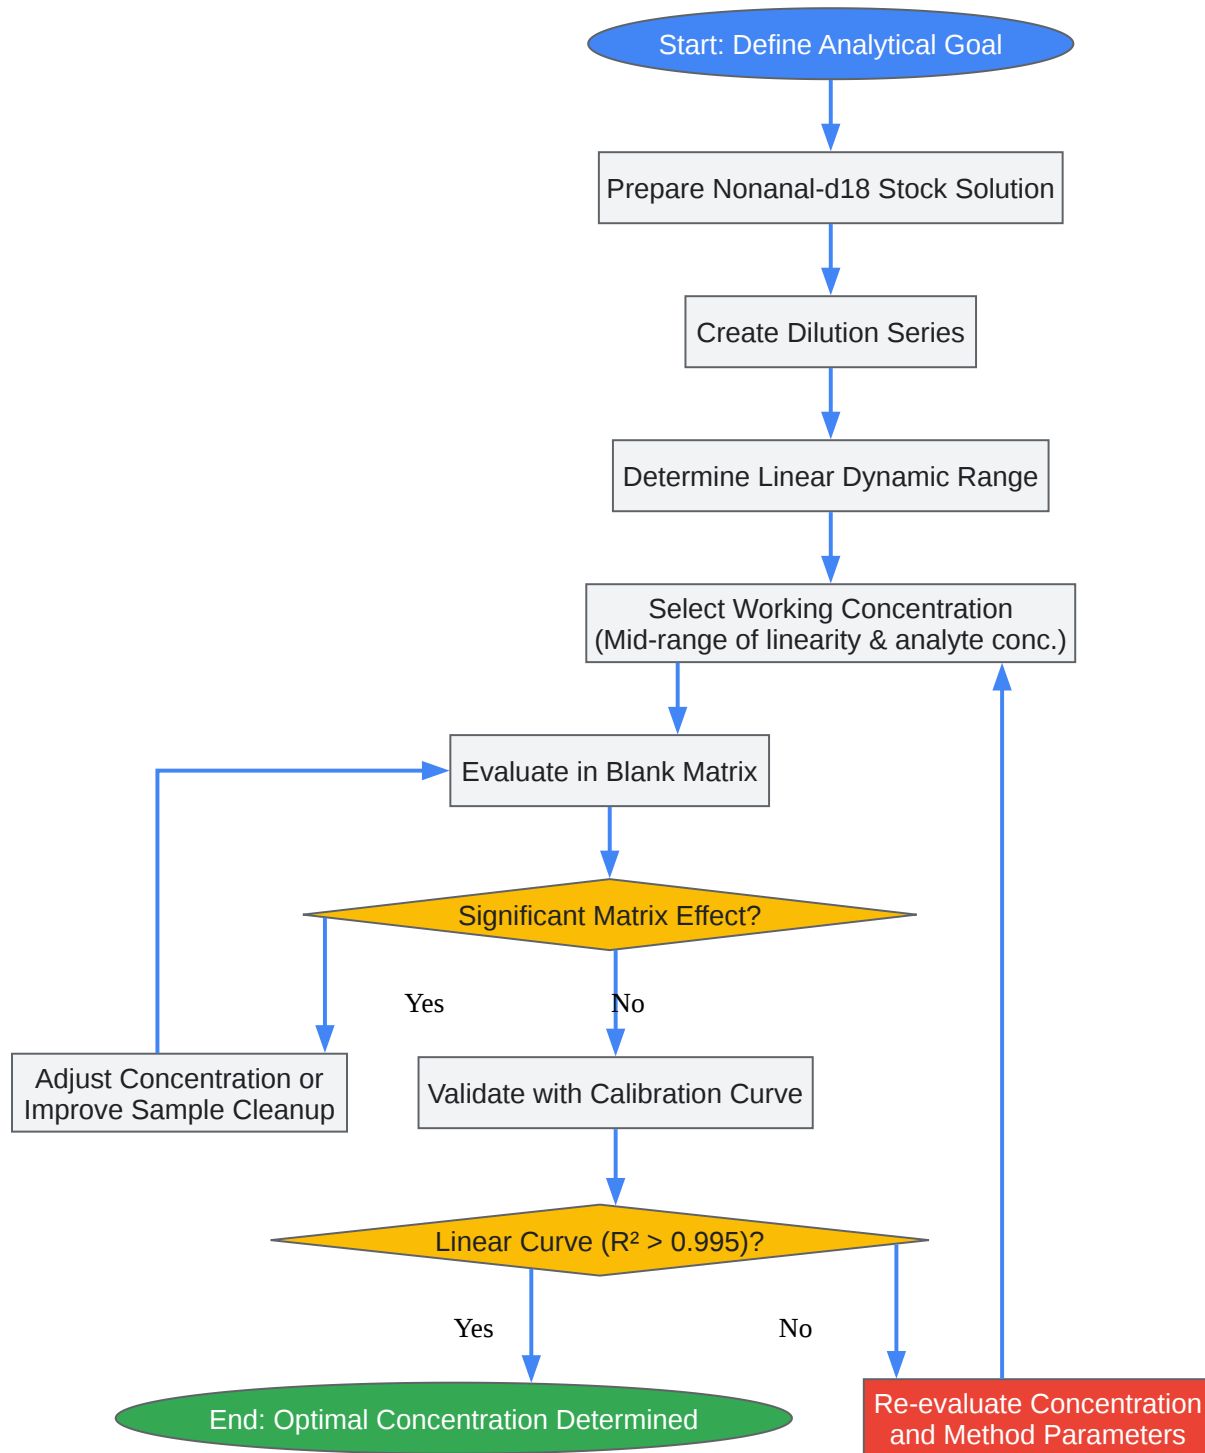 Start: Define Analytical Goal
Prepare Nonanal-d18 Stock Solution
Create Dilution Series
Determine Linear Dynamic Range
Select Working Concentration
(Mid-range of linearity & analyte conc.)
Evaluate in Blank Matrix
Significant Matrix Effect?
Yes
No
Adjust Concentration or
Improve Sample Cleanup
Validate with Calibration Curve
Linear Curve (R² > 0.995)?
Yes
No
End: Optimal Concentration Determined
Re-evaluate Concentration
and Method Parameters